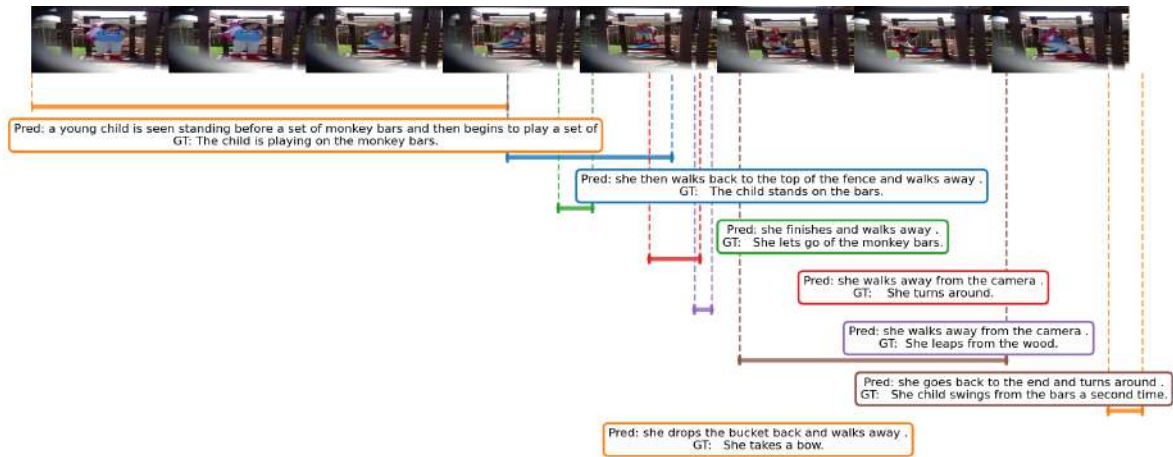 Pred: a young child is seen standing before a set of monkey bars and then begins to play a set of
GT: The child is playing on the monkey bars.
Pred: she then walks back to the top of the fence and walks away .
GT: The child stands on the bars.
Pred: she finishes and walks away .
GT: She lets go of the monkey bars.
Pred: she walks away from the camera .
GT: She turns around.
Pred: she walks away from the camera .
GT: She leaps from the wood.
Pred: she goes back to the end and turns around .
GT: She child swings from the bars a second time.
Pred: she drops the bucket back and walks away .
GT: She takes a bow.